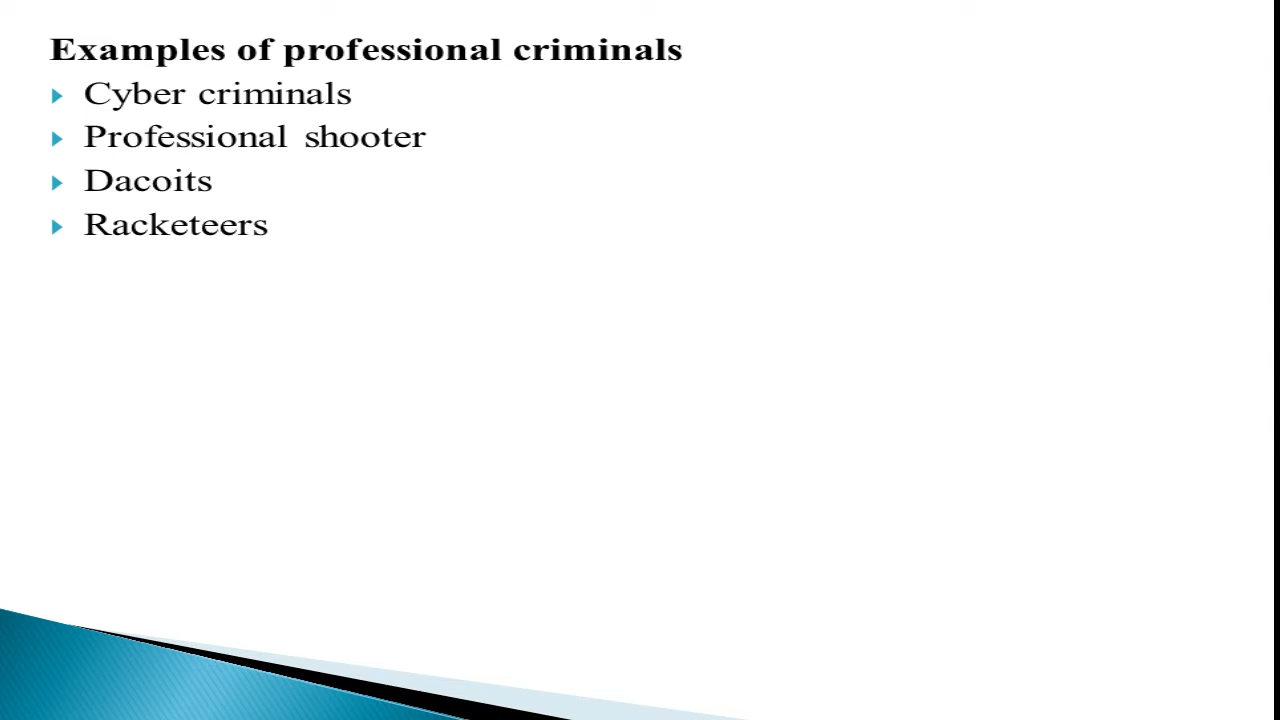 Examples of professional criminals
Cyber criminals
Professional shooter
Dacoits
Racketeers